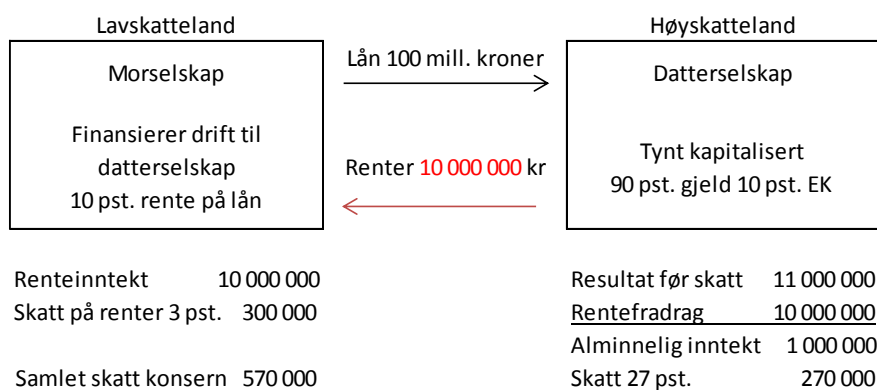 Lavskatteland
Høyskatteland
Morselskap
Finansierer drift til
datterselskap
10 pst. rente på lån
Lån 100 mill. kroner
Renter 10 000 000 kr
Datterselskap
Tynt kapitalisert
90 pst. gjeld 10 pst. EK
Renteinntekt 10 000 000
Skatt på renter 3 pst. 300 000
Samlet skatt konsern 570 000
Resultat før skatt 11 000 000
Rentefradrag 10 000 000
Alminnelig inntekt 1 000 000
Skatt 27 pst. 270 000